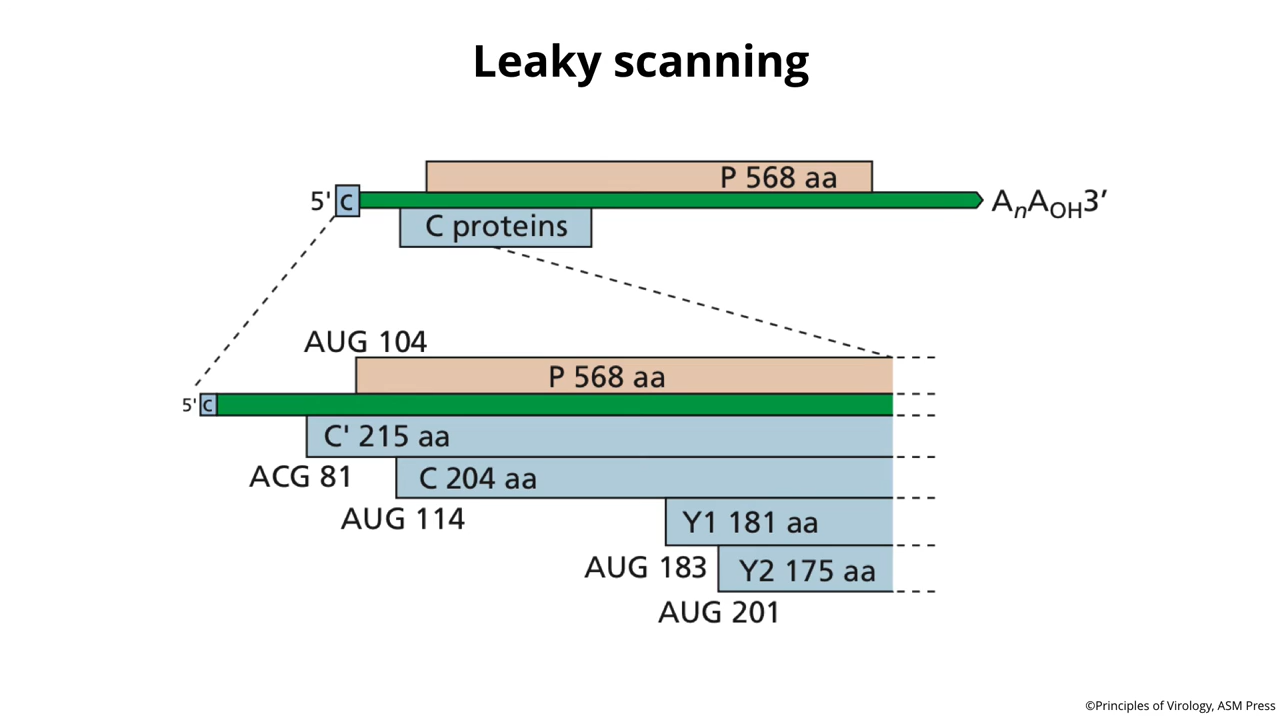 Leaky scanning
P 568 aa
5' C AnAOH3’
C proteins
AUG 104
P 568 aa
5' C
C' 215 aa
ACG 81
C 204 aa
AUG 114
Y1 181 aa
AUG 183
Y2 175 aa
AUG 201
©Principles of Virology, ASM Press